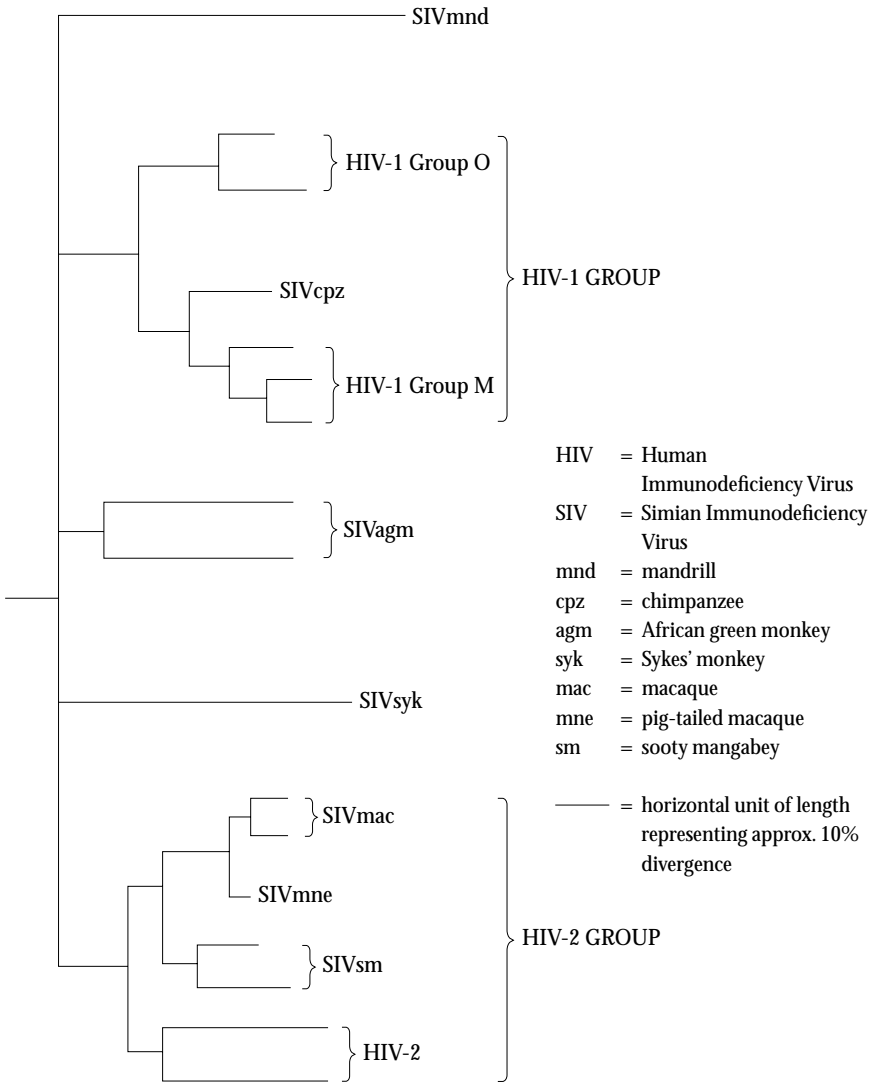 SIVmnd
HIV-1 Group O
HIV-1 GROUP
SIVcpz
HIV-1 Group M
HIV = Human
Immunodeficiency Virus
SIV = Simian Immunodeficiency
Virus
mnd = mandrill
cpz = chimpanzee
agm = African green monkey
syk = Sykes’ monkey
mac = macaque
mne = pig-tailed macaque
sm = sooty mangabey
= horizontal unit of length
representing approx. 10%
divergence
SIVagm
SIVsyk
SIVmac
SIVmne
HIV-2 GROUP
SIVsm
HIV-2